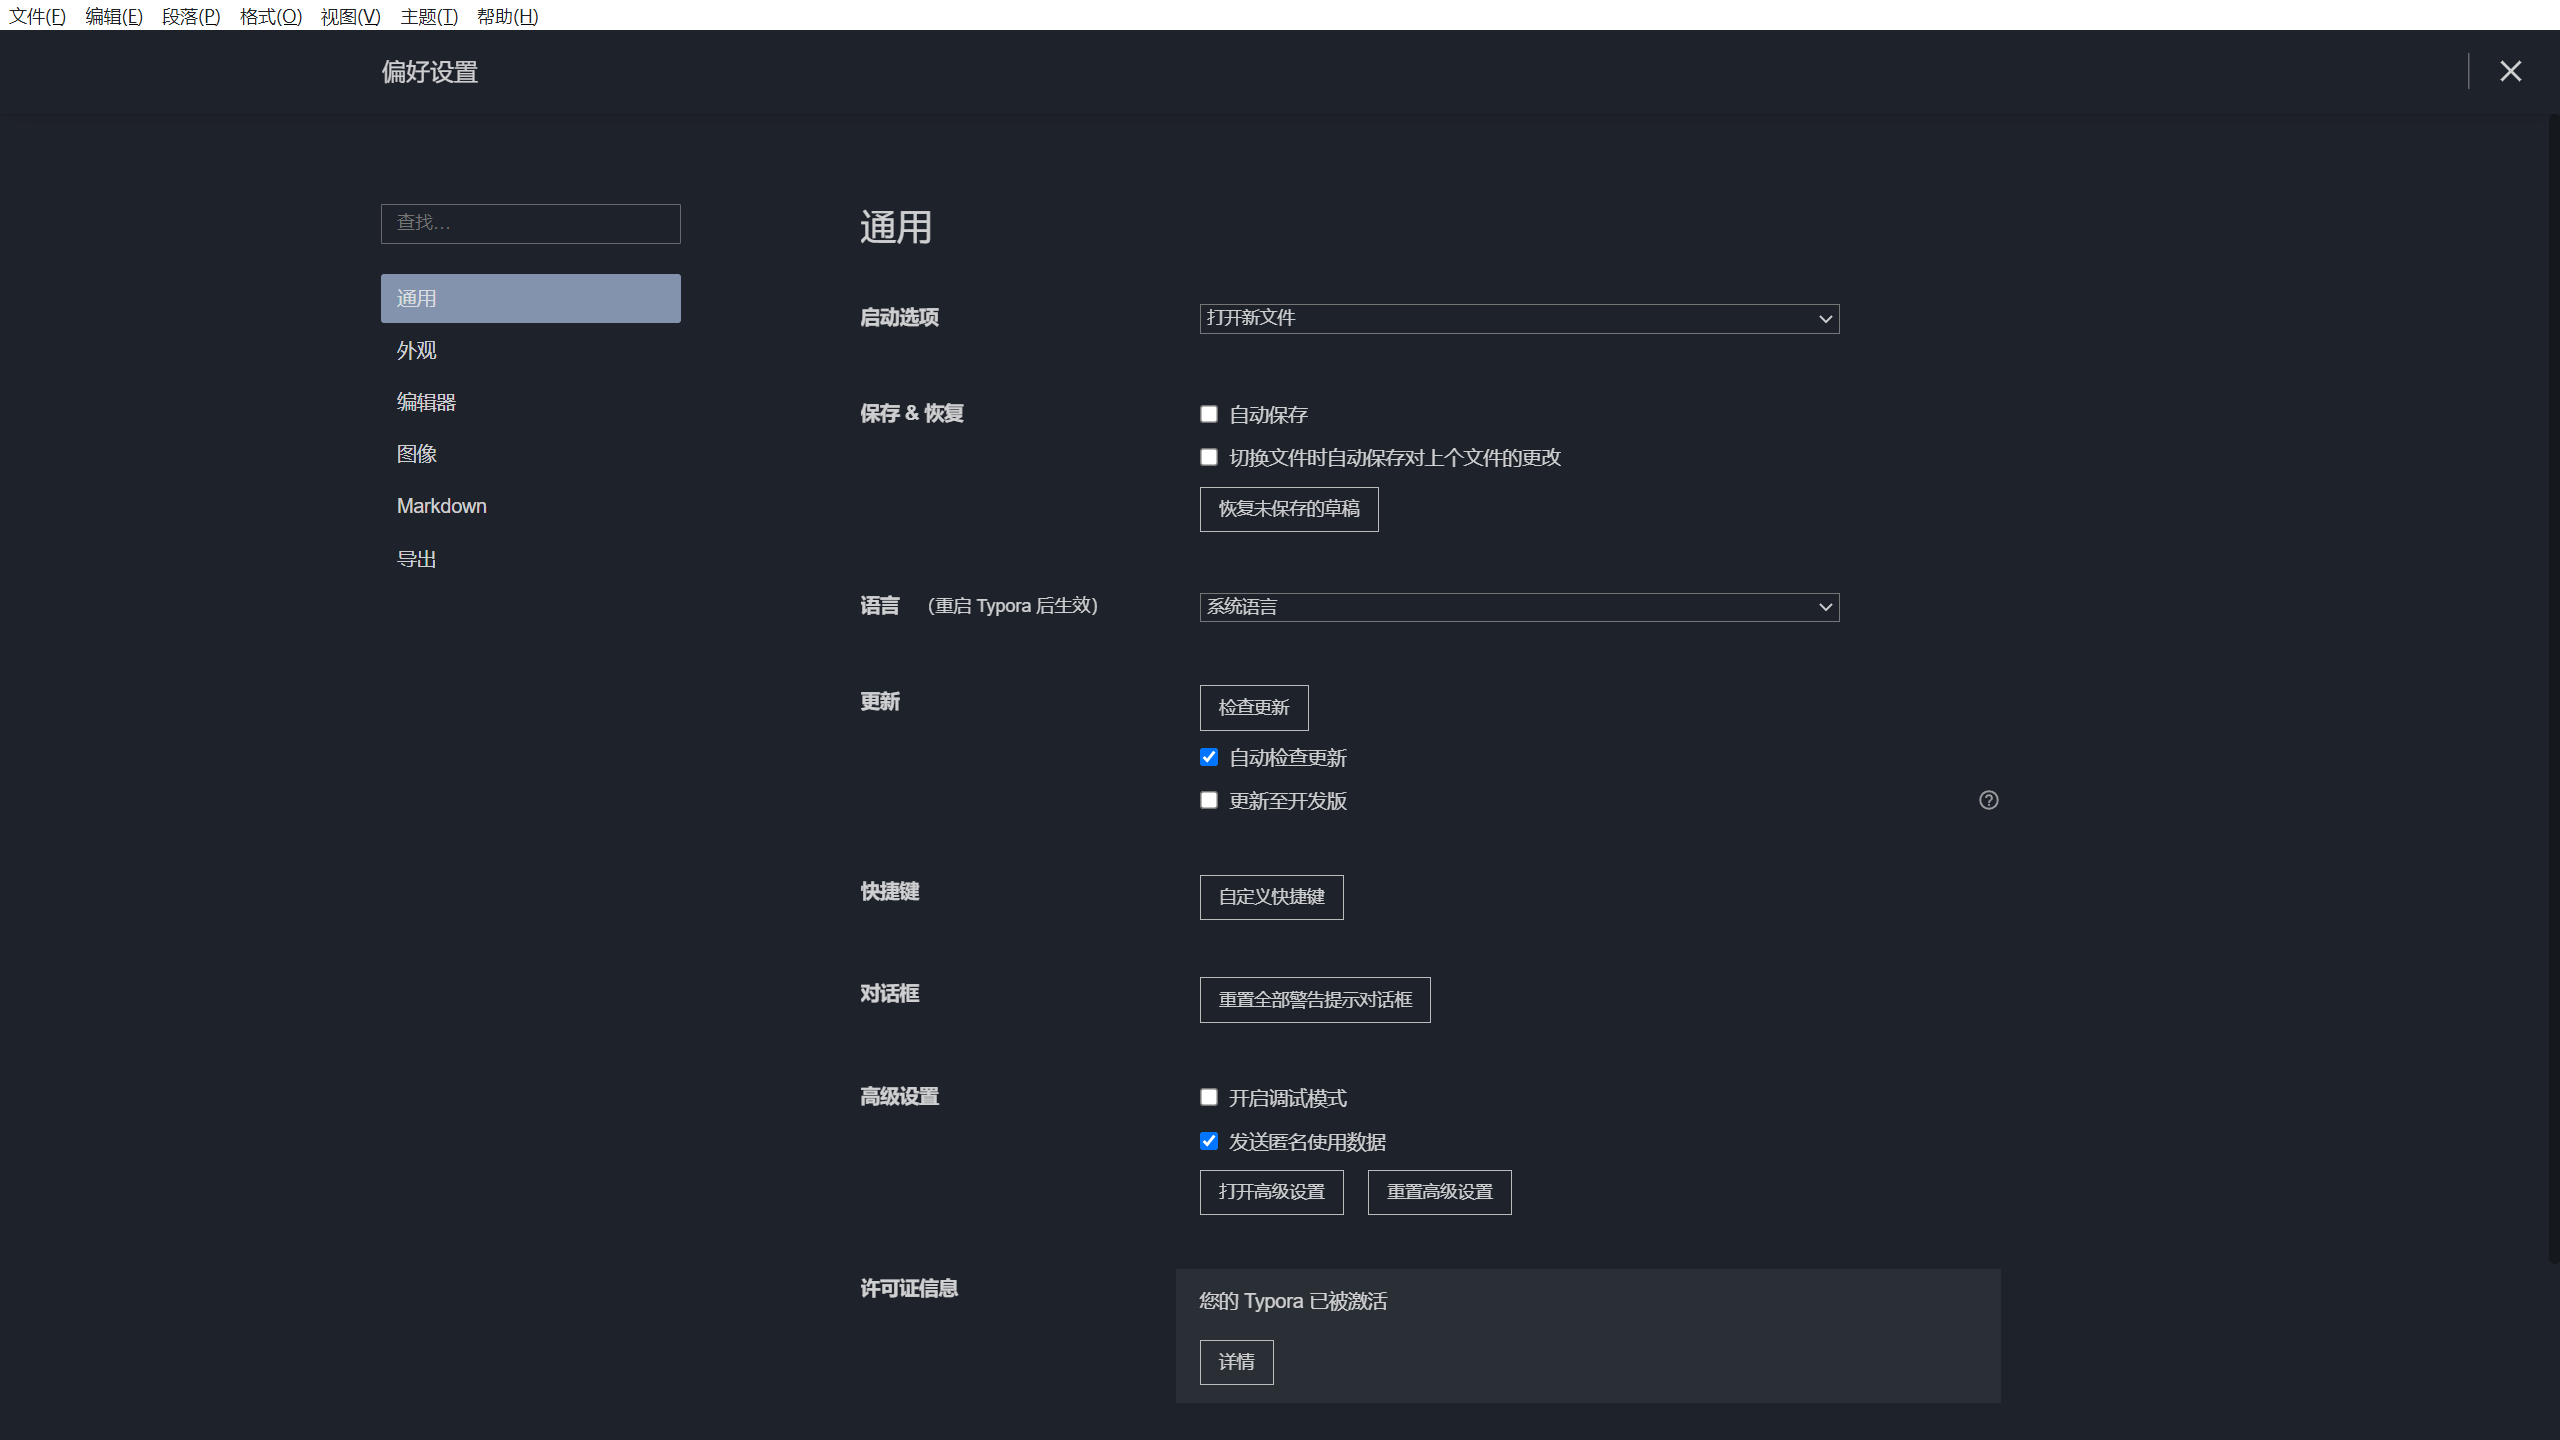 文件(F) 编辑(E) 段落(P) 格式(O) 视图(V) 主题(T) 帮助(H)
偏好设置
查找...
通用
外观
编辑器
图像
Markdown
导出
通用
启动选项 打开新文件
保存 & 恢复 自动保存
切换文件时自动保存对上个文件的更改
恢复未保存的草稿
语言 (重启 Typora 后生效) 系统语言
更新 检查更新
自动检查更新
更新至开发版
快捷键 自定义快捷键
对话框 重置全部警告提示对话框
高级设置 开启调试模式
发送匿名使用数据
打开高级设置 重置高级设置
许可证信息 您的 Typora 已被激活
详情